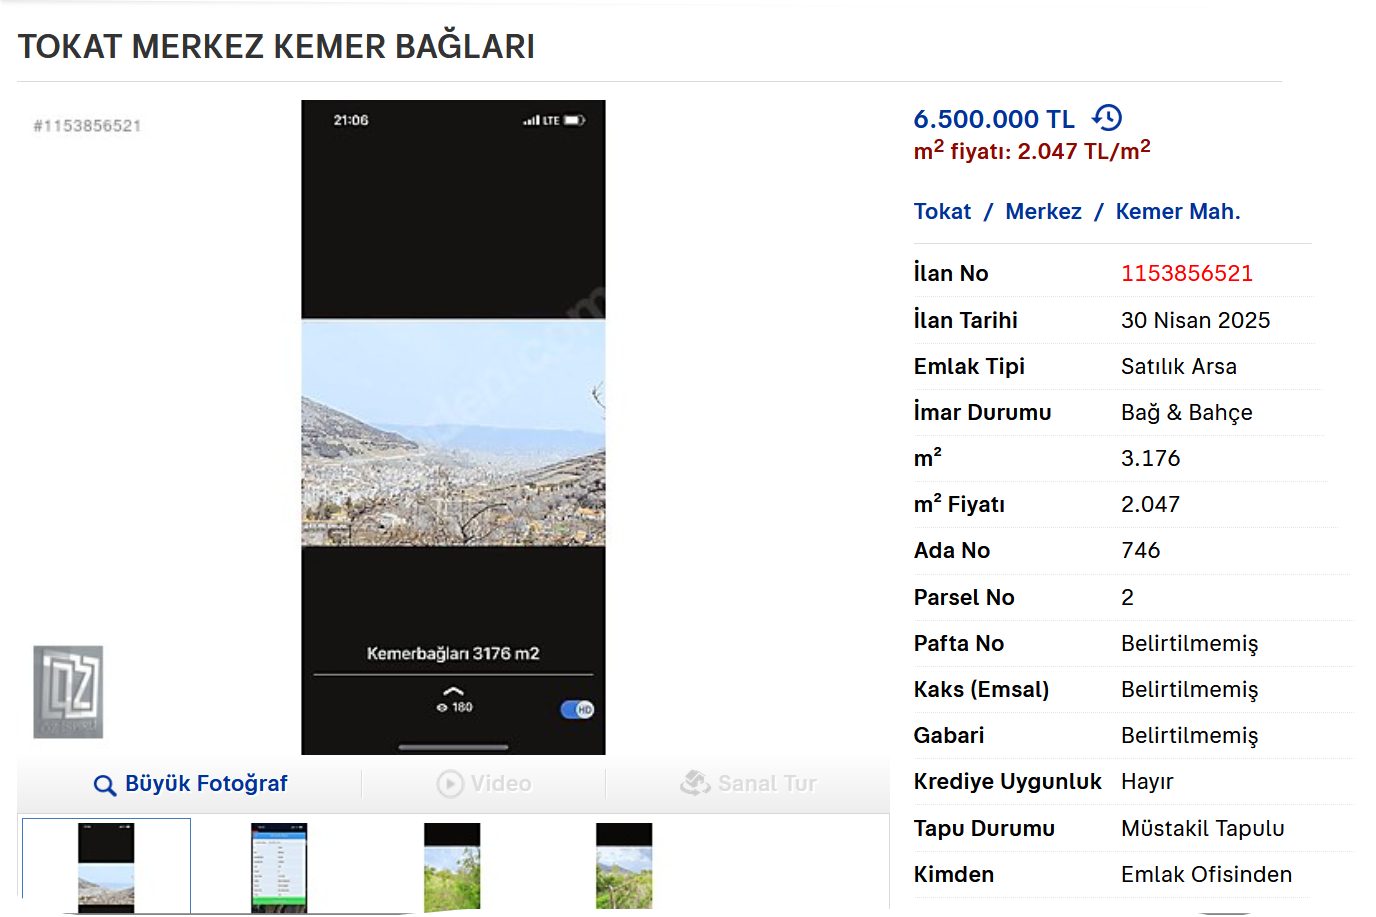 TOKAT MERKEZ KEMER BAĞLARI
#1153856521
21:06
LTE
Kemerbağları 3176 m2
180
HD
Büyük Fotoğraf
Video
Sanal Tur
6.500.000 TL
m² fiyatı: 2.047 TL/m²
Tokat / Merkez / Kemer Mah.
İlan No 1153856521
İlan Tarihi 30 Nisan 2025
Emlak Tipi Satılık Arsa
İmar Durumu Bağ & Bahçe
m² 3.176
m² Fiyatı 2.047
Ada No 746
Parsel No 2
Pafta No Belirtilmemiş
Kaks (Emsal) Belirtilmemiş
Gabari Belirtilmemiş
Krediye Uygunluk Hayır
Tapu Durumu Müstakil Tapulu
Kimden Emlak Ofisinden